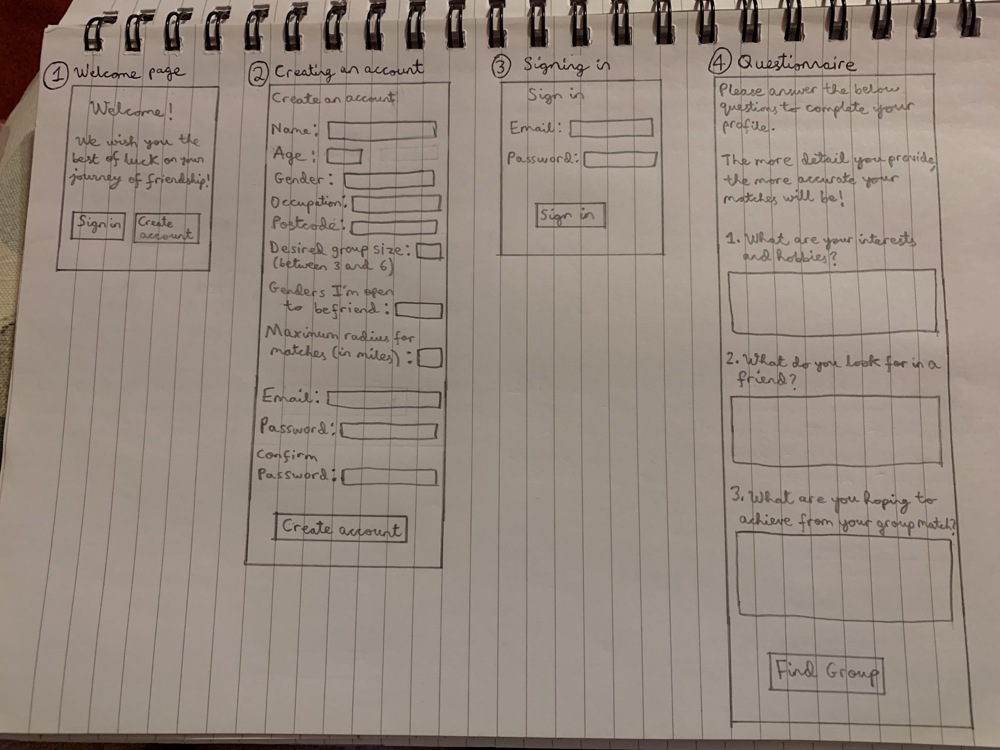 1 Welcome page
Welcome!
We wish you the
best of luck on your
journey of friendship!
Sign in
Create
account
2 Creating an account
Create an account
Name:
Age:
Gender:
Occupation:
Postcode:
Desired group size:
(between 3 and 6)
Genders I'm open
to befriend:
Maximum radius for
matches (in miles):
Email:
Password:
Confirm
Password:
Create account
3 Signing in
Sign in
Email:
Password:
Sign in
4 Questionnaire
Please answer the below
questions to complete your
profile.
The more detail you provide,
the more accurate your
matches will be!
1. What are your interests
and hobbies?
2. What do you look for in a
friend?
3. What are you hoping to
achieve from your group match?
Find Group